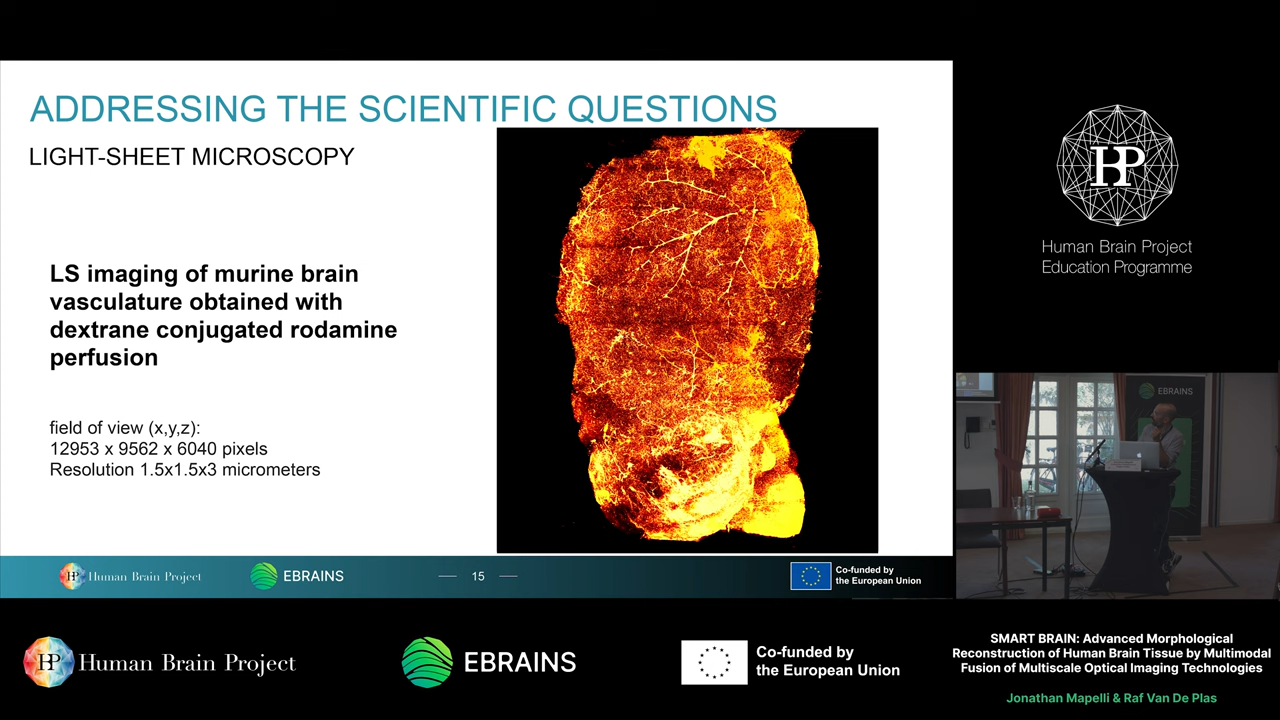 ADDRESSING THE SCIENTIFIC QUESTIONS
LIGHT-SHEET MICROSCOPY
LS imaging of murine brain
vasculature obtained with
dextrane conjugated rodamine
perfusion
field of view (x,y,z):
12953 x 9562 x 6040 pixels
Resolution 1.5x1.5x3 micrometers
Human Brain Project
EBRAINS
15
Co-funded by
the European Union
HP
Human Brain Project
Education Programme
EBRAINS
Human Brain Project
EBRAINS
Co-funded by
the European Union
SMART BRAIN: Advanced Morphological
Reconstruction of Human Brain Tissue by Multimodal
Fusion of Multiscale Optical Imaging Technologies
Jonathan Mapelli & Raf Van De Plas